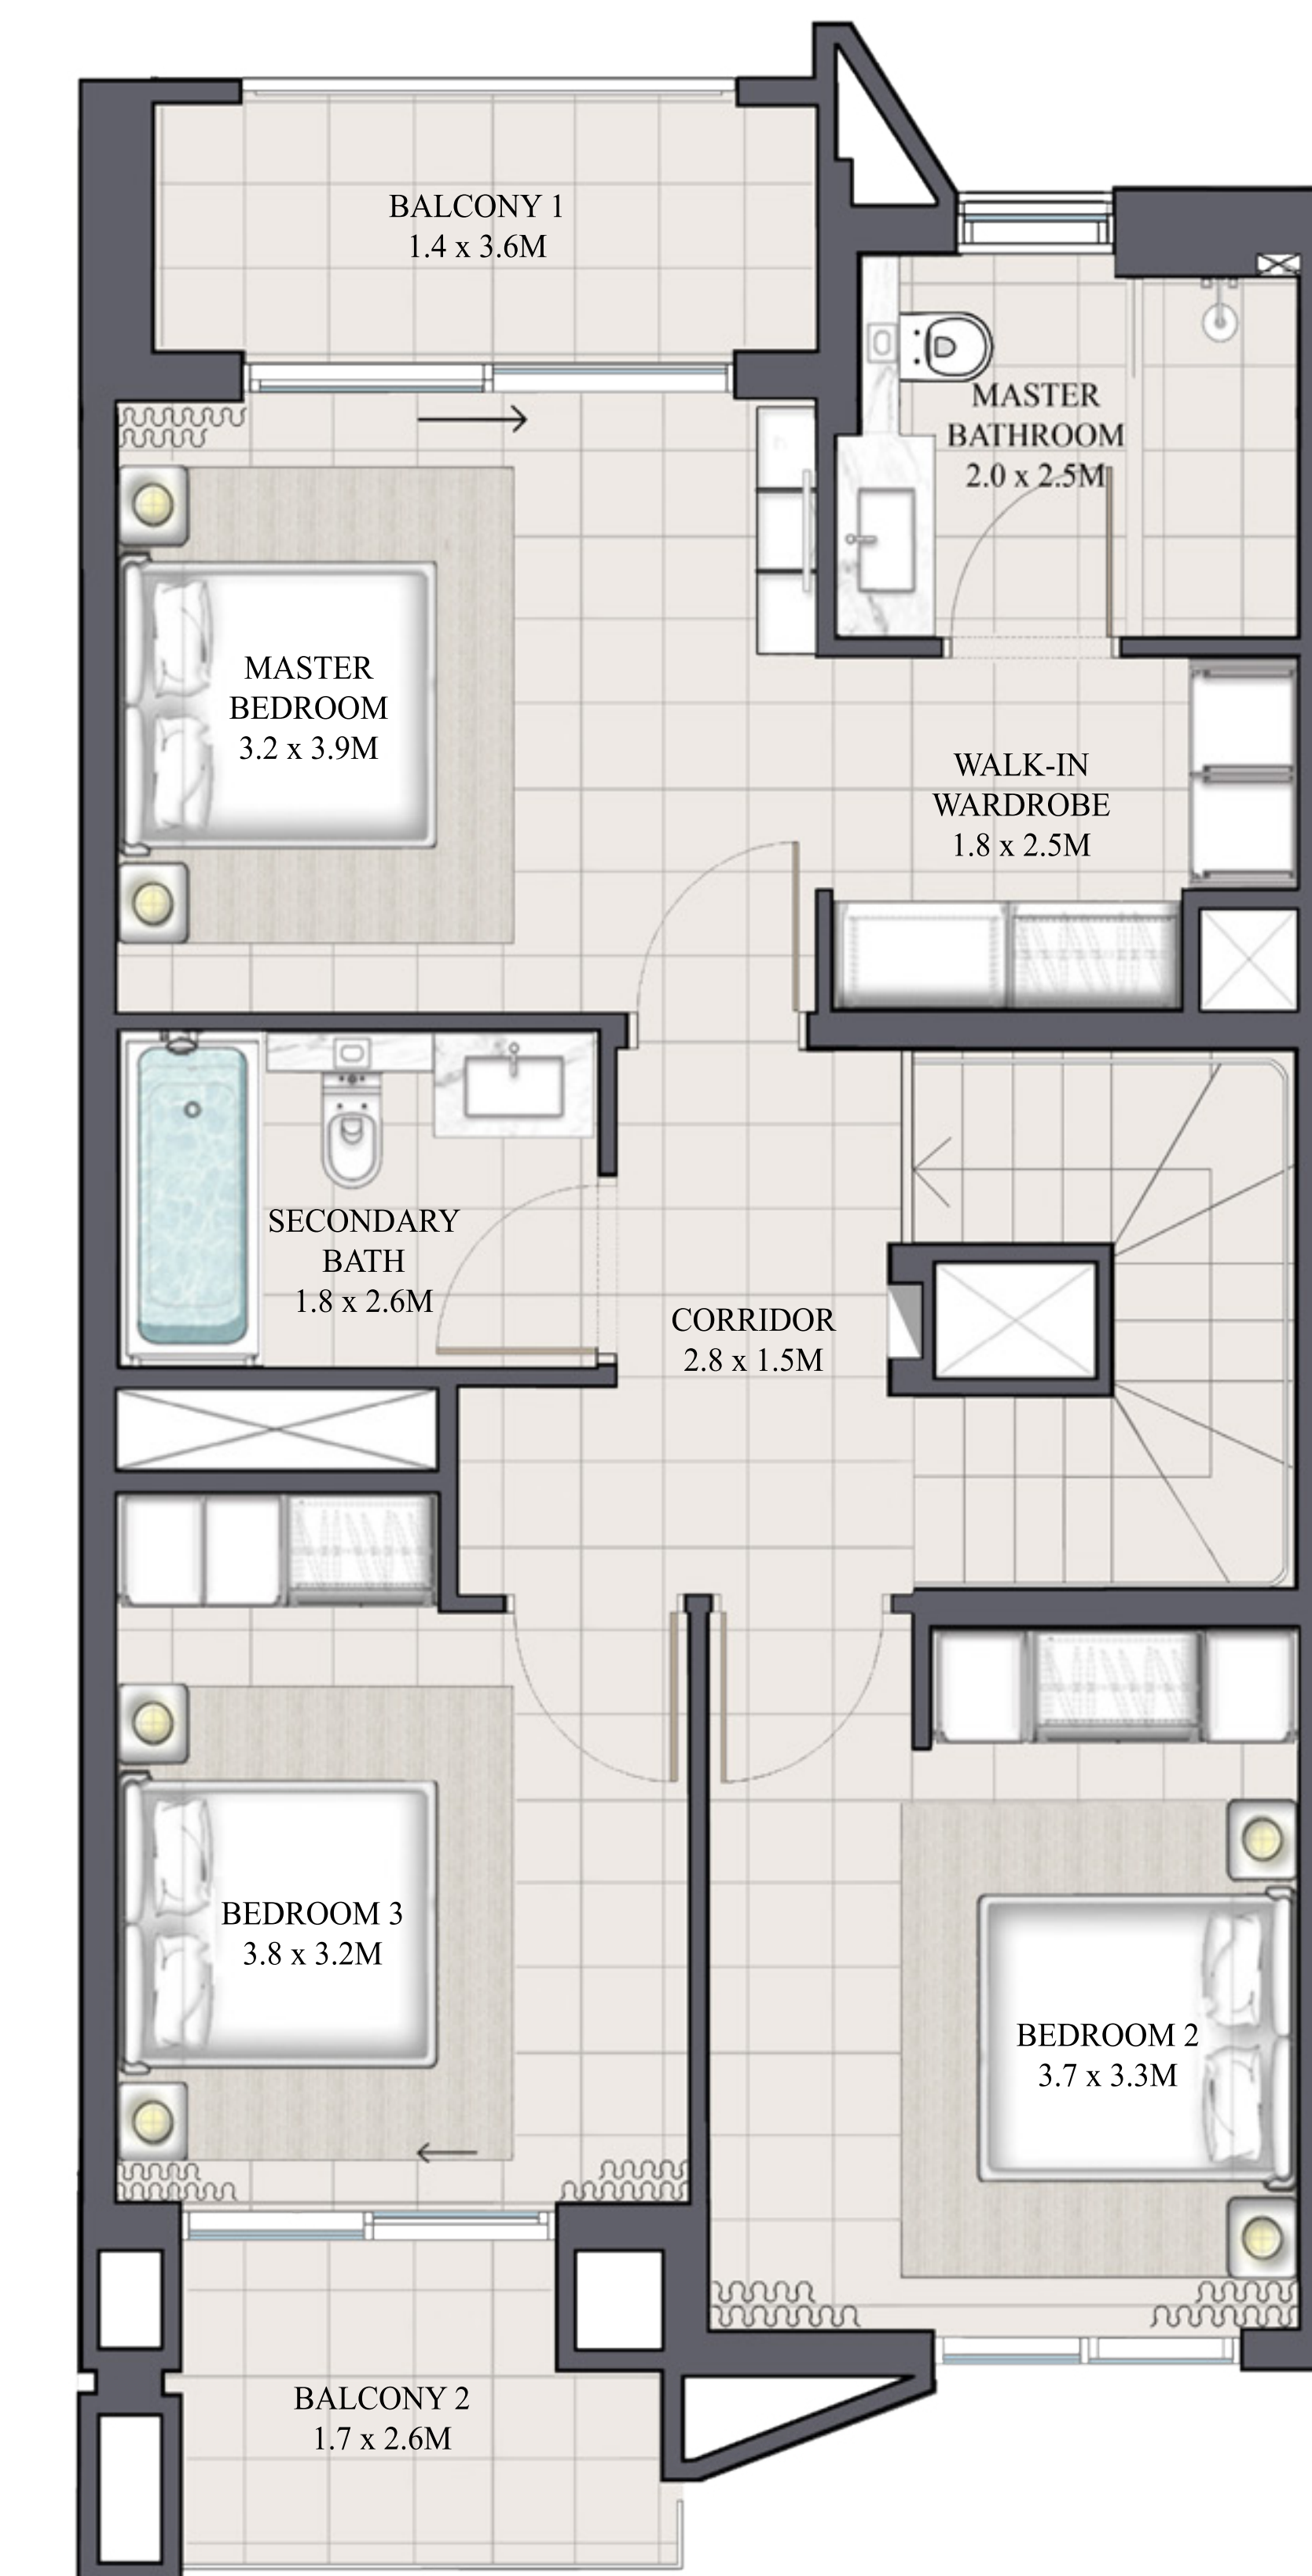 BALCONY 1
1.4 x 3.6M
MASTER
BATHROOM
2.0 x 2.5M
MASTER
BEDROOM
3.2 x 3.9M
WALK-IN
WARDROBE
1.8 x 2.5M
SECONDARY
BATH
1.8 x 2.6M
CORRIDOR
2.8 x 1.5M
BEDROOM 3
3.8 x 3.2M
BEDROOM 2
3.7 x 3.3M
BALCONY 2
1.7 x 2.6M